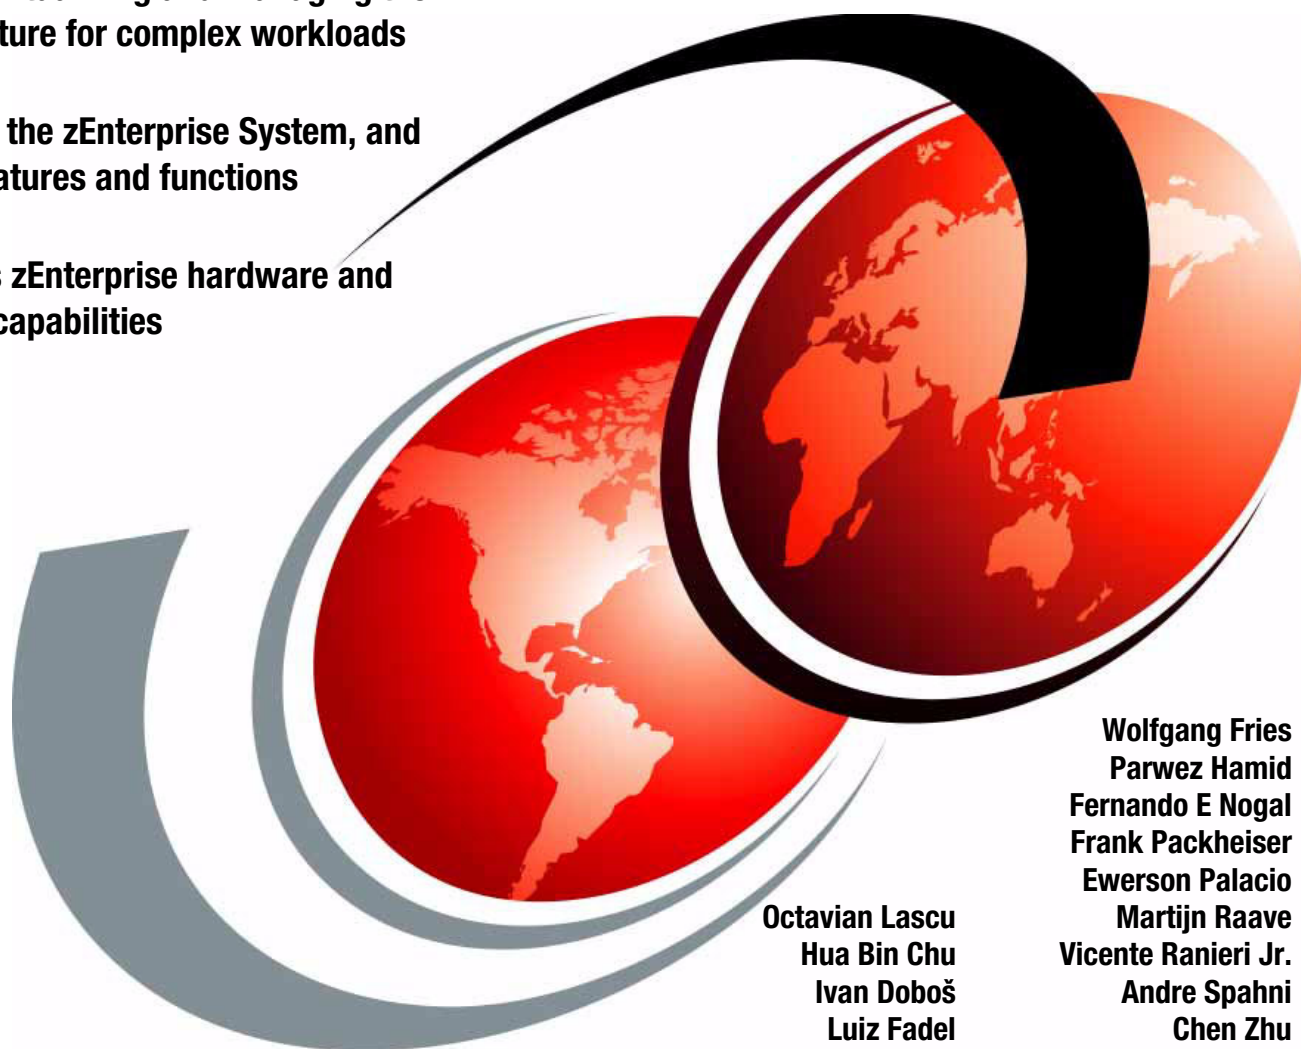 ture for complex workloads
the zEnterprise System, and
atures and functions
zEnterprise hardware and
capabilities
Wolfgang Fries
Parwez Hamid
Fernando E Nogal
Frank Packheiser
Ewerson Palacio
Octavian Lascu
Martijn Raave
Hua Bin Chu
Vicente Ranieri Jr.
Ivan Doboš
Andre Spahni
Luiz Fadel
Chen Zhu